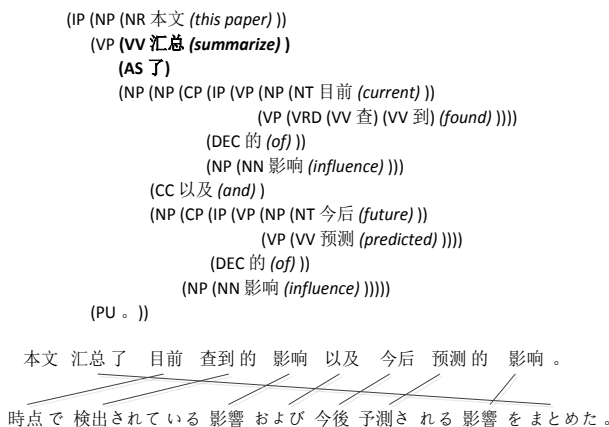 (IP (NP (NR 本文 (this paper) ))
(VP (VV 汇总 (summarize) )
(AS 了)
(NP (NP (CP (IP (VP (NP (NT 目前 (current) ))
(VP (VRD (VV 查) (VV 到) (found) ))))
(DEC 的 (of) ))
(NP (NN 影响 (influence) )))
(CC 以及 (and) )
(NP (CP (IP (VP (NP (NT 今后 (future) ))
(VP (VV 预测 (predicted) ))))
(DEC 的 (of) ))
(NP (NN 影响 (influence) )))))
(PU 。))
本文 汇总 了 目前 查到 的 影响 以及 今后 预测 的 影响 。
時点 で 検出されて いる 影響 および 今後 予測さ れる 影響 を まとめた 。